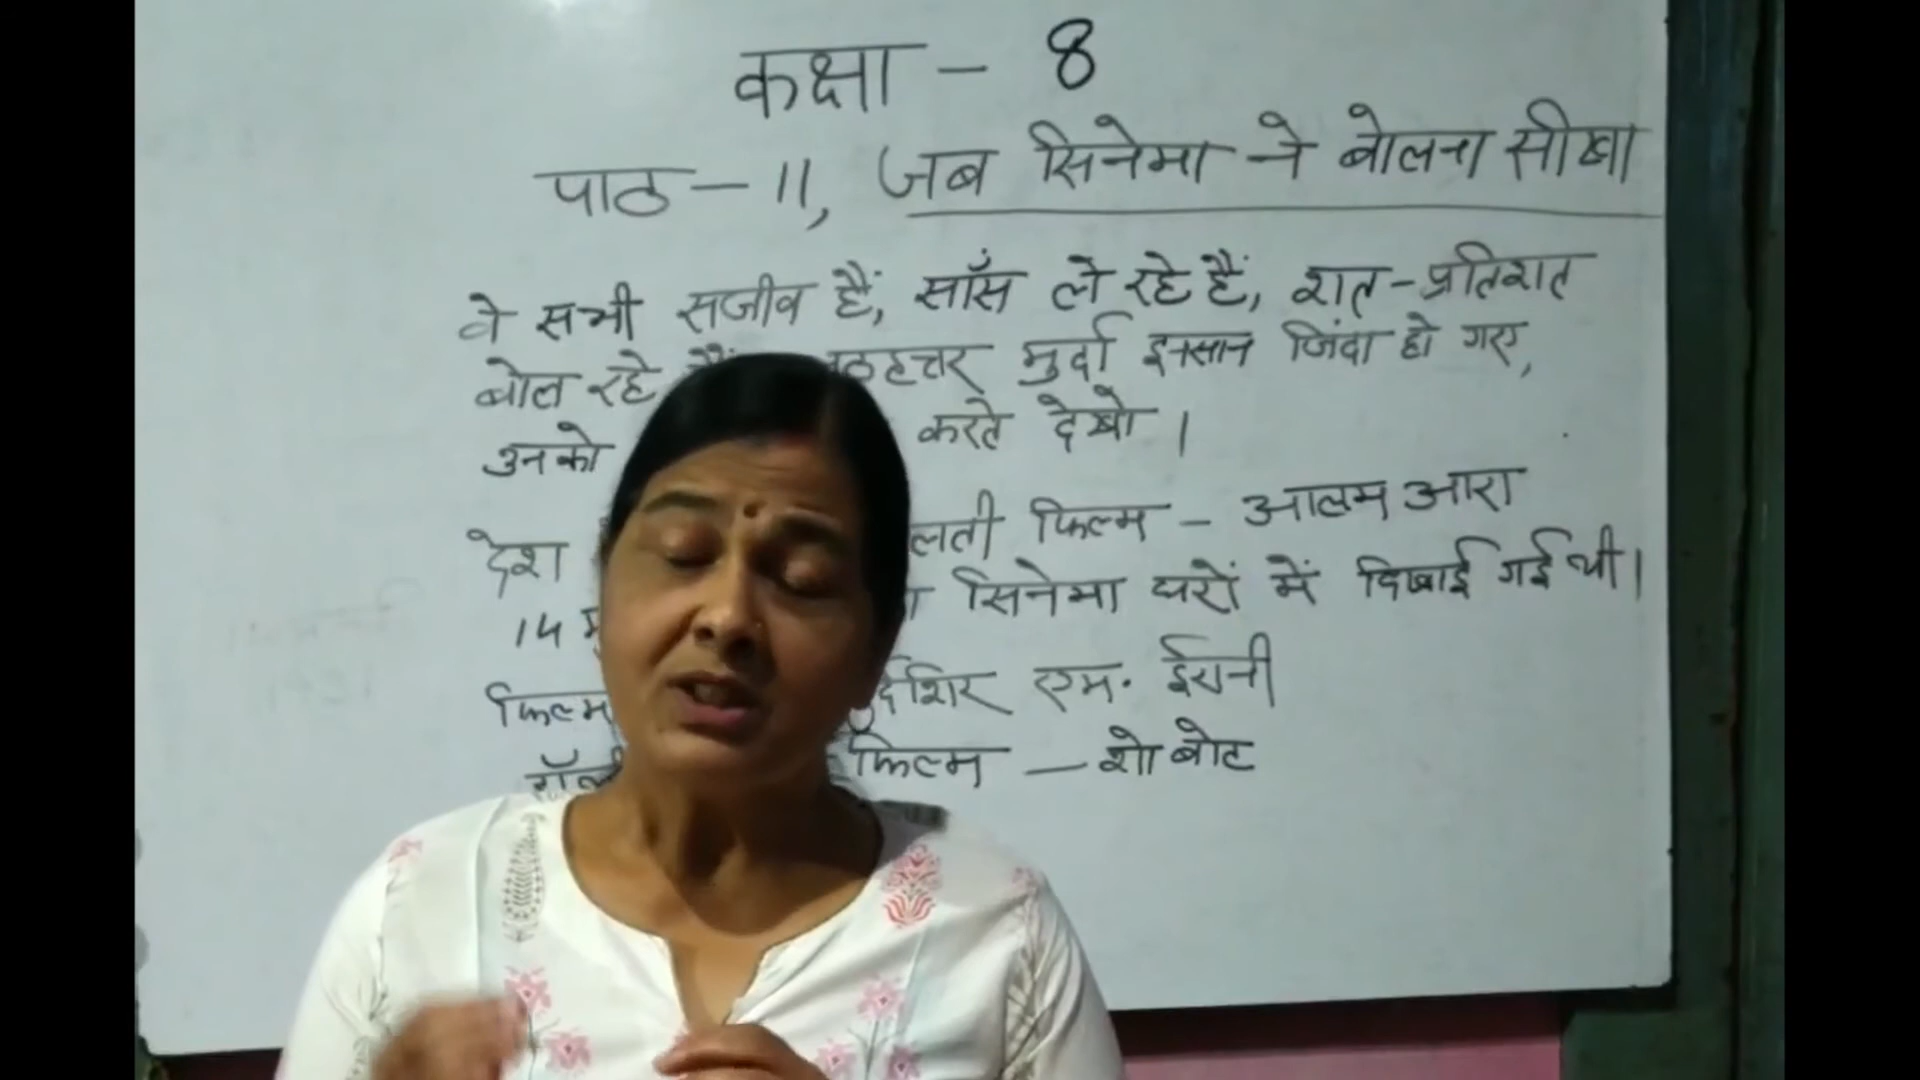 कक्षा - 8
पाठ - 11, जब सिनेमा ने बोलना सीखा
वे सभी सजीव हैं, साँस ले रहे हैं, शत-प्रतिशत
बोल रहे हैं, अठहत्तर मुर्दा इनसान जिंदा हो गए,
उनको करते देखो ।
देश लती फिल्म - आलम आरा
14 सिनेमा घरों में दिखाई गई थी ।
फिल्म र्देशिर एम. ईरानी
फिल्म - शो बोट